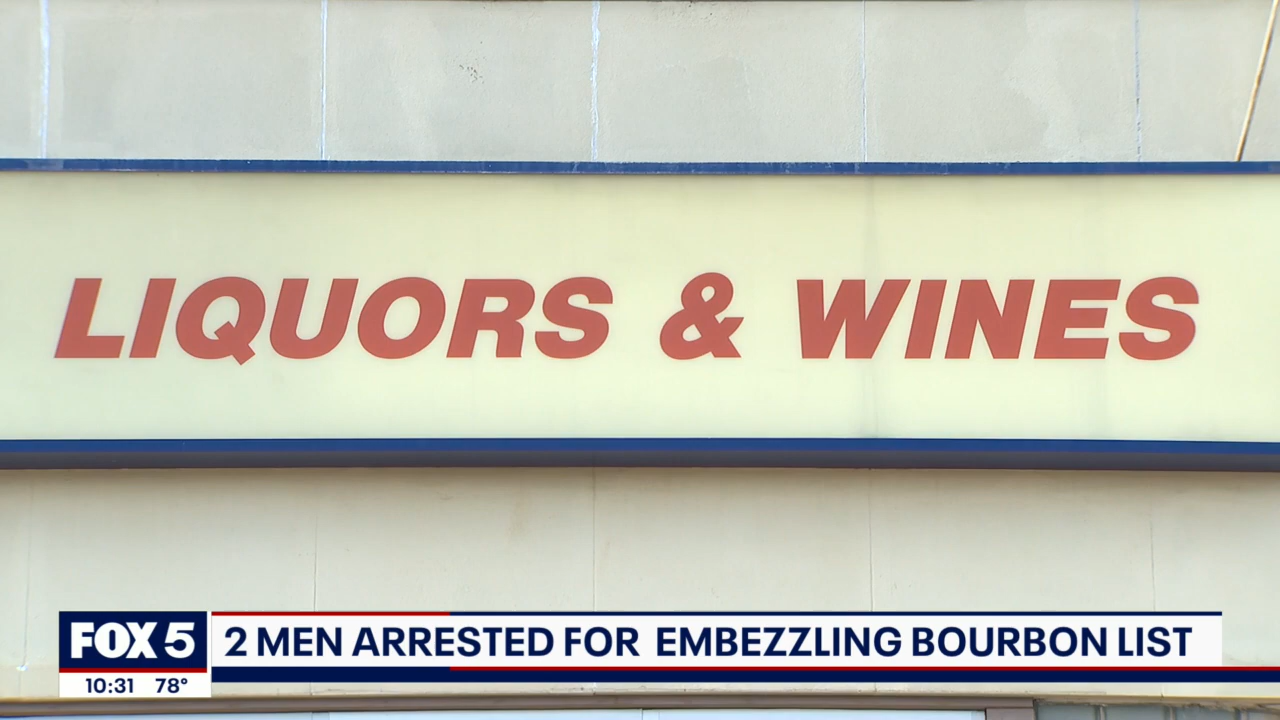 LIQUORS & WINES
FOX 5
2 MEN ARRESTED FOR EMBEZZLING BOURBON LIST
10:31 78°